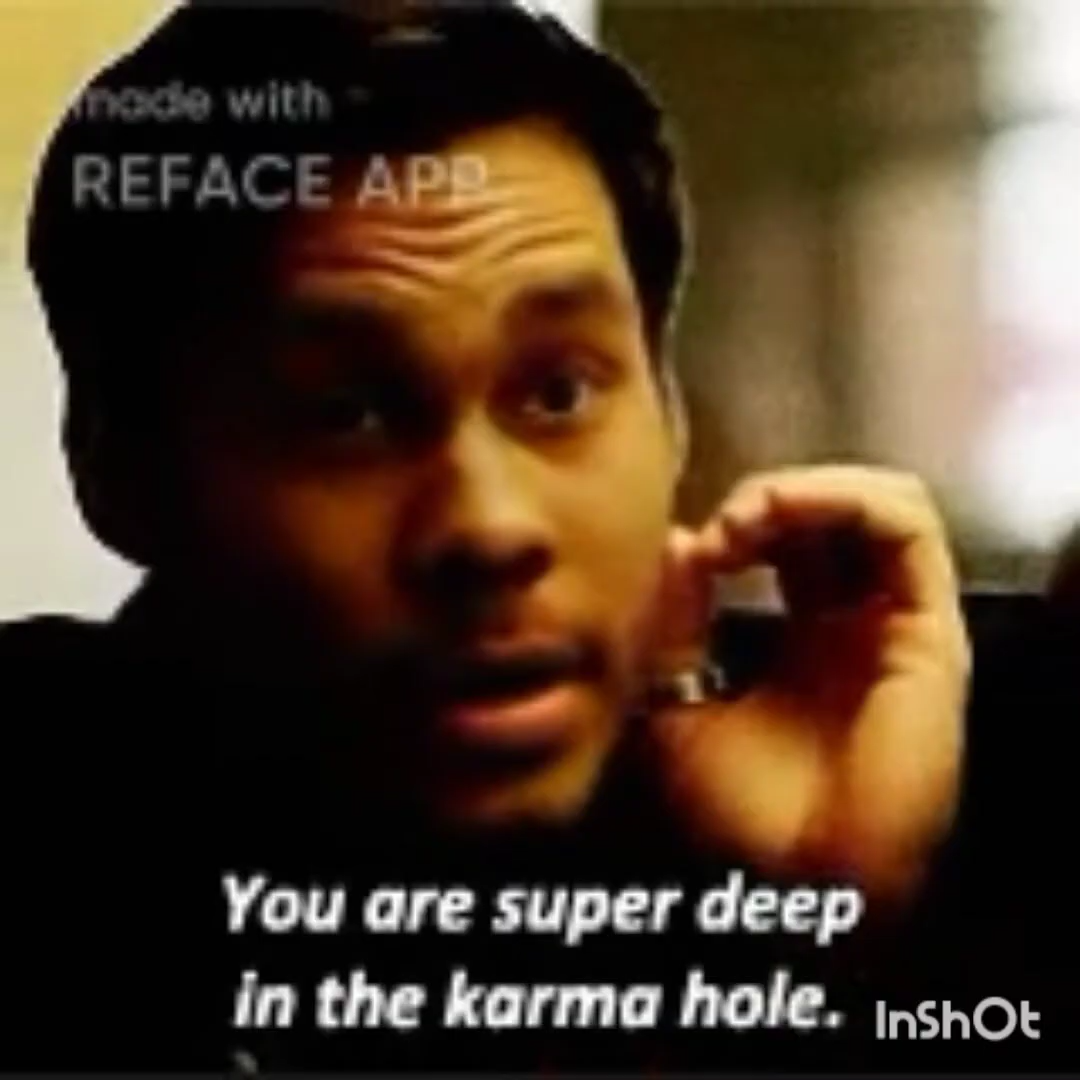 made with
REFACE APP
You are super deep
in the karma hole.
InShOt